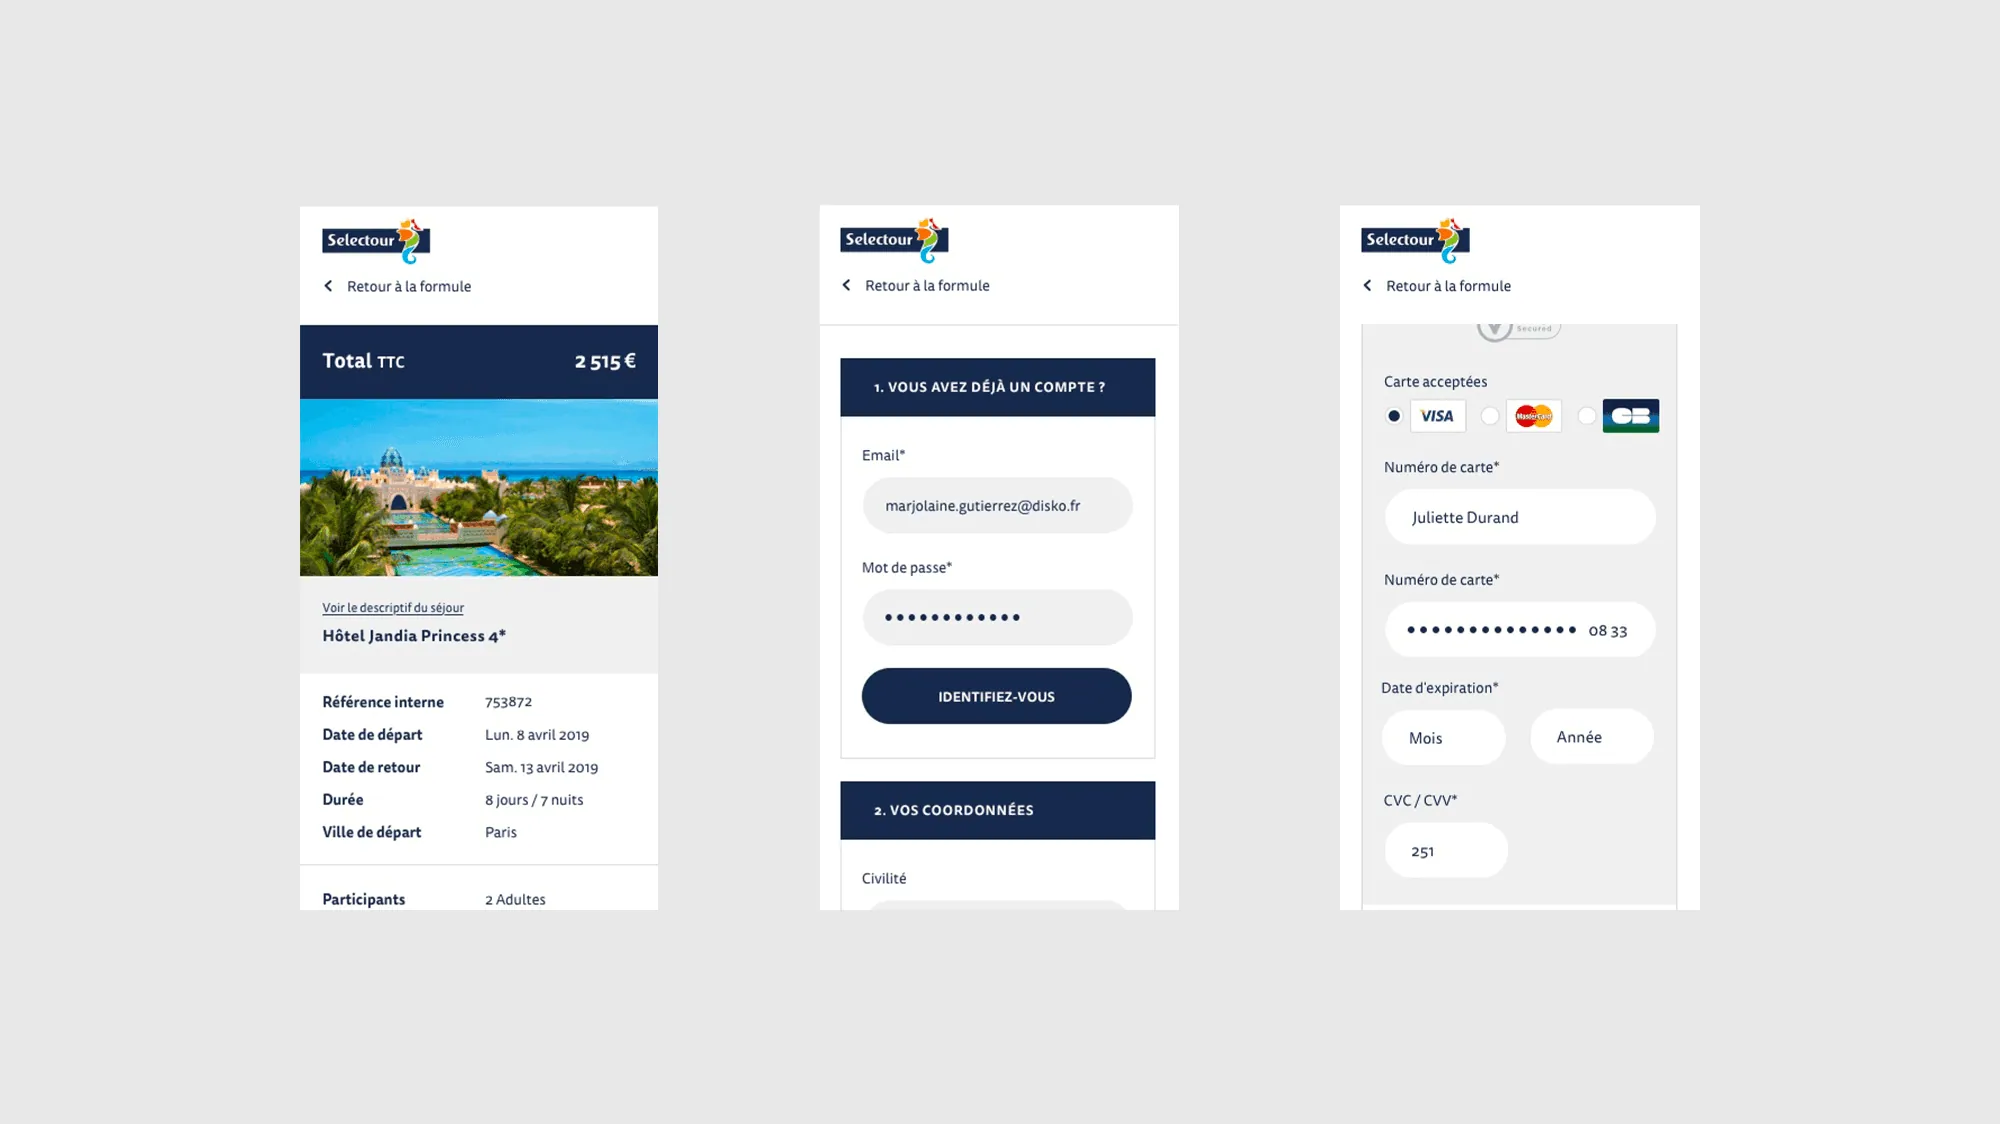 Selectour
Retour à la formule
Total TTC 2 515 €
Voir le descriptif du séjour
Hôtel Jandia Princess 4*
Référence interne 753872
Date de départ Lun. 8 avril 2019
Date de retour Sam. 13 avril 2019
Durée 8 jours / 7 nuits
Ville de départ Paris
Participants 2 Adultes
Selectour
Retour à la formule
1. VOUS AVEZ DÉJÀ UN COMPTE ?
Email*
marjolaine.gutierrez@disko.fr
Mot de passe*
••••••••••••
IDENTIFIEZ-VOUS
2. VOS COORDONNÉES
Civilité
Selectour
Retour à la formule
Secured
Carte acceptées
VISA MasterCard CB
Numéro de carte*
Juliette Durand
Numéro de carte*
•••••••••••••• 08 33
Date d'expiration*
Mois Année
CVC / CVV*
251